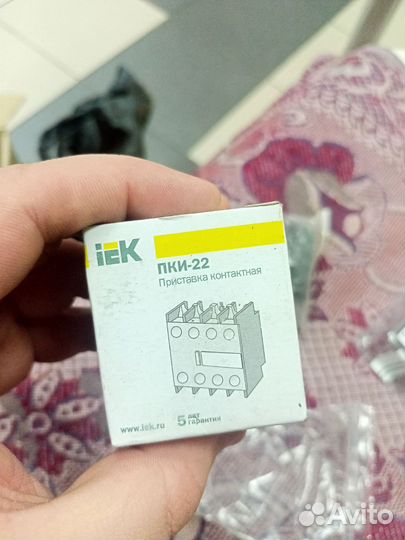 iEK
ПКИ-22
Приставка контактная
www.iek.ru
5 лет
гарантии
Avito